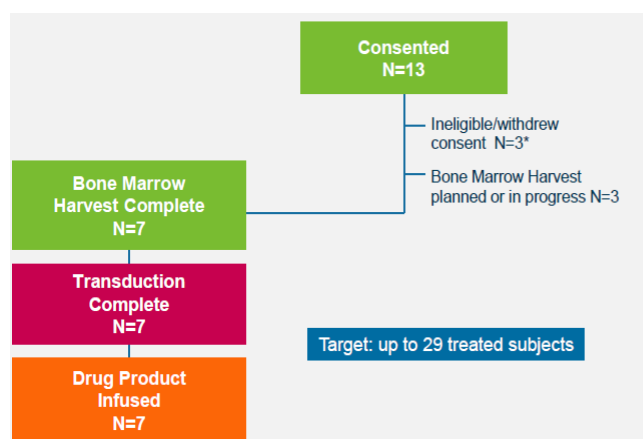 Consented
N=13
Ineligible/withdrew
consent N=3*
Bone Marrow Harvest
planned or in progress N=3
Bone Marrow
Harvest Complete
N=7
Transduction
Complete
N=7
Target: up to 29 treated subjects
Drug Product
Infused
N=7